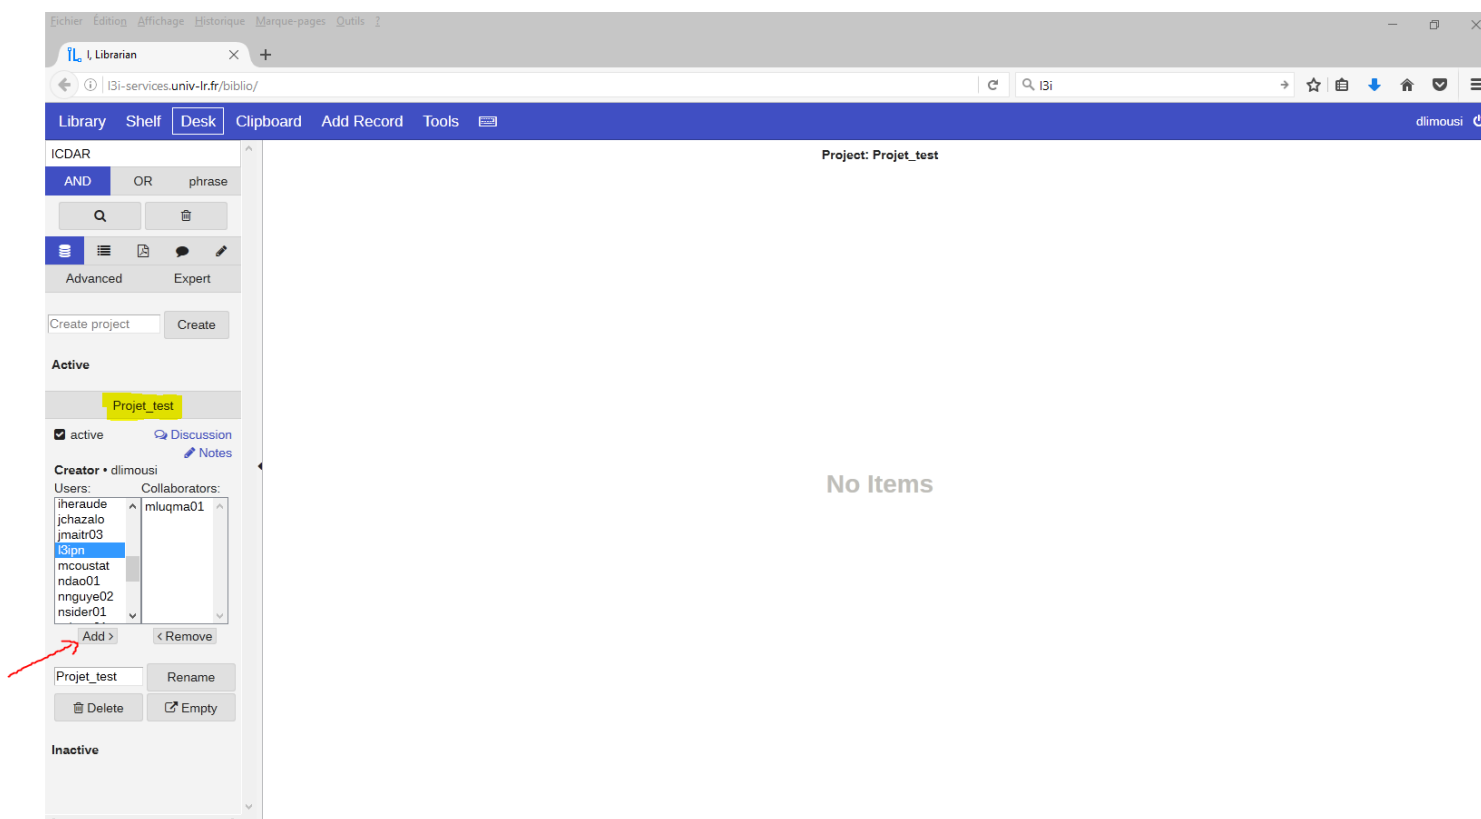 Fichier Édition Affichage Historique Marque-pages Outils ?
I, Librarian
l3i-services.univ-lr.fr/biblio/
l3i
Library Shelf Desk Clipboard Add Record Tools
dlimousi
ICDAR
Project: Projet_test
AND OR phrase
Advanced Expert
Create project Create
Active
Projet_test
active Discussion
Notes
Creator • dlimousi
No Items
Users: Collaborators:
iheraude mluqma01
jchazalo
jmaitr03
l3ipn
mcoustat
ndao01
nnguye02
nsider01
Add > < Remove
Projet_test Rename
Delete Empty
Inactive